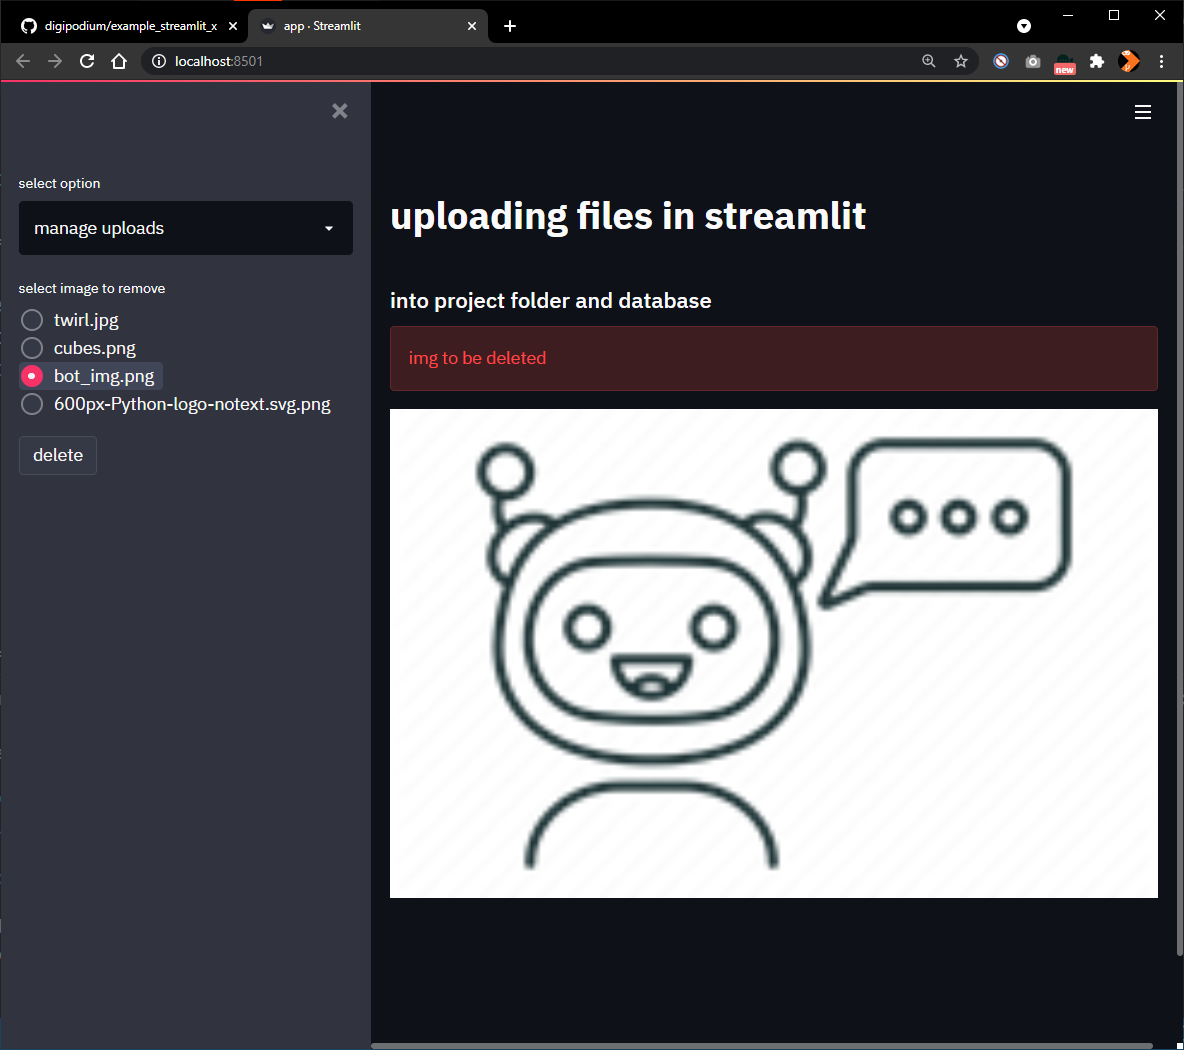 digipodium/example_streamlit_x
app · Streamlit
localhost:8501
new
select option
manage uploads
select image to remove
twirl.jpg
cubes.png
bot_img.png
600px-Python-logo-notext.svg.png
delete
uploading files in streamlit
into project folder and database
img to be deleted